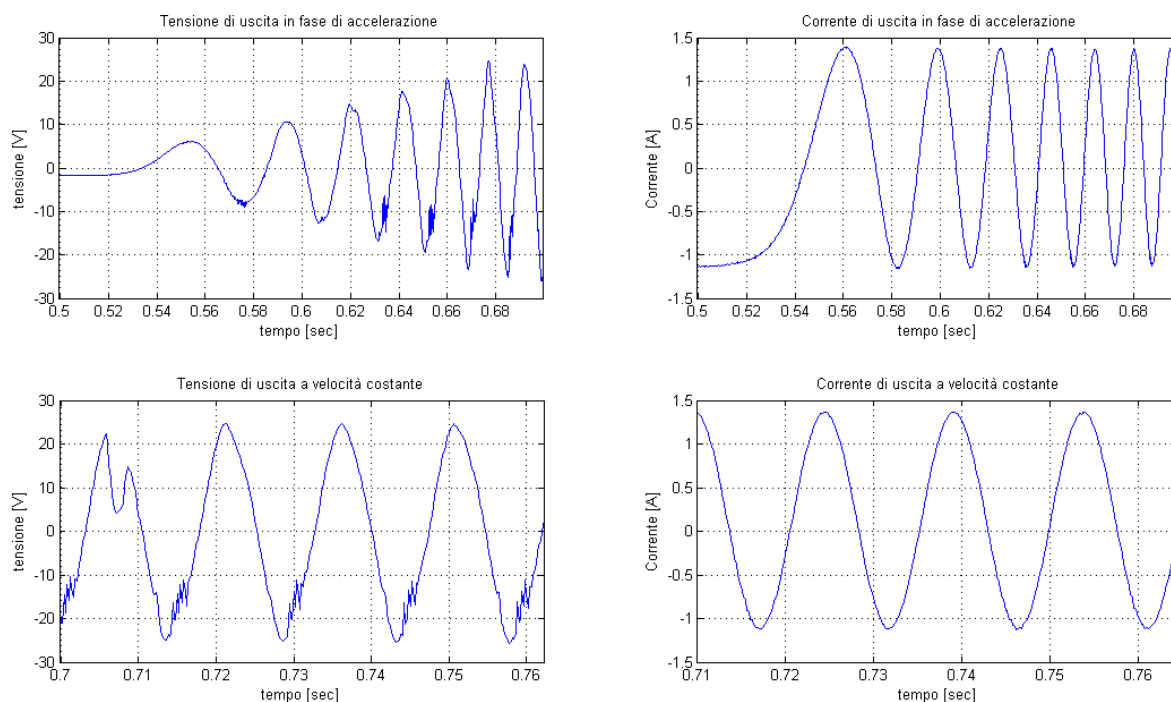 Tensione di uscita in fase di accelerazione
30
20
10
0
-10
-20
-30
tensione [V]
0.5 0.52 0.54 0.56 0.58 0.6 0.62 0.64 0.66 0.68
tempo [sec]
Corrente di uscita in fase di accelerazione
1.5
1
0.5
0
-0.5
-1
-1.5
Corrente [A]
0.5 0.52 0.54 0.56 0.58 0.6 0.62 0.64 0.66 0.68
tempo [sec]
Tensione di uscita a velocità costante
30
20
10
0
-10
-20
-30
tensione [V]
0.7 0.71 0.72 0.73 0.74 0.75 0.76
tempo [sec]
Corrente di uscita a velocità costante
1.5
1
0.5
0
-0.5
-1
-1.5
Corrente [A]
0.71 0.72 0.73 0.74 0.75 0.76
tempo [sec]